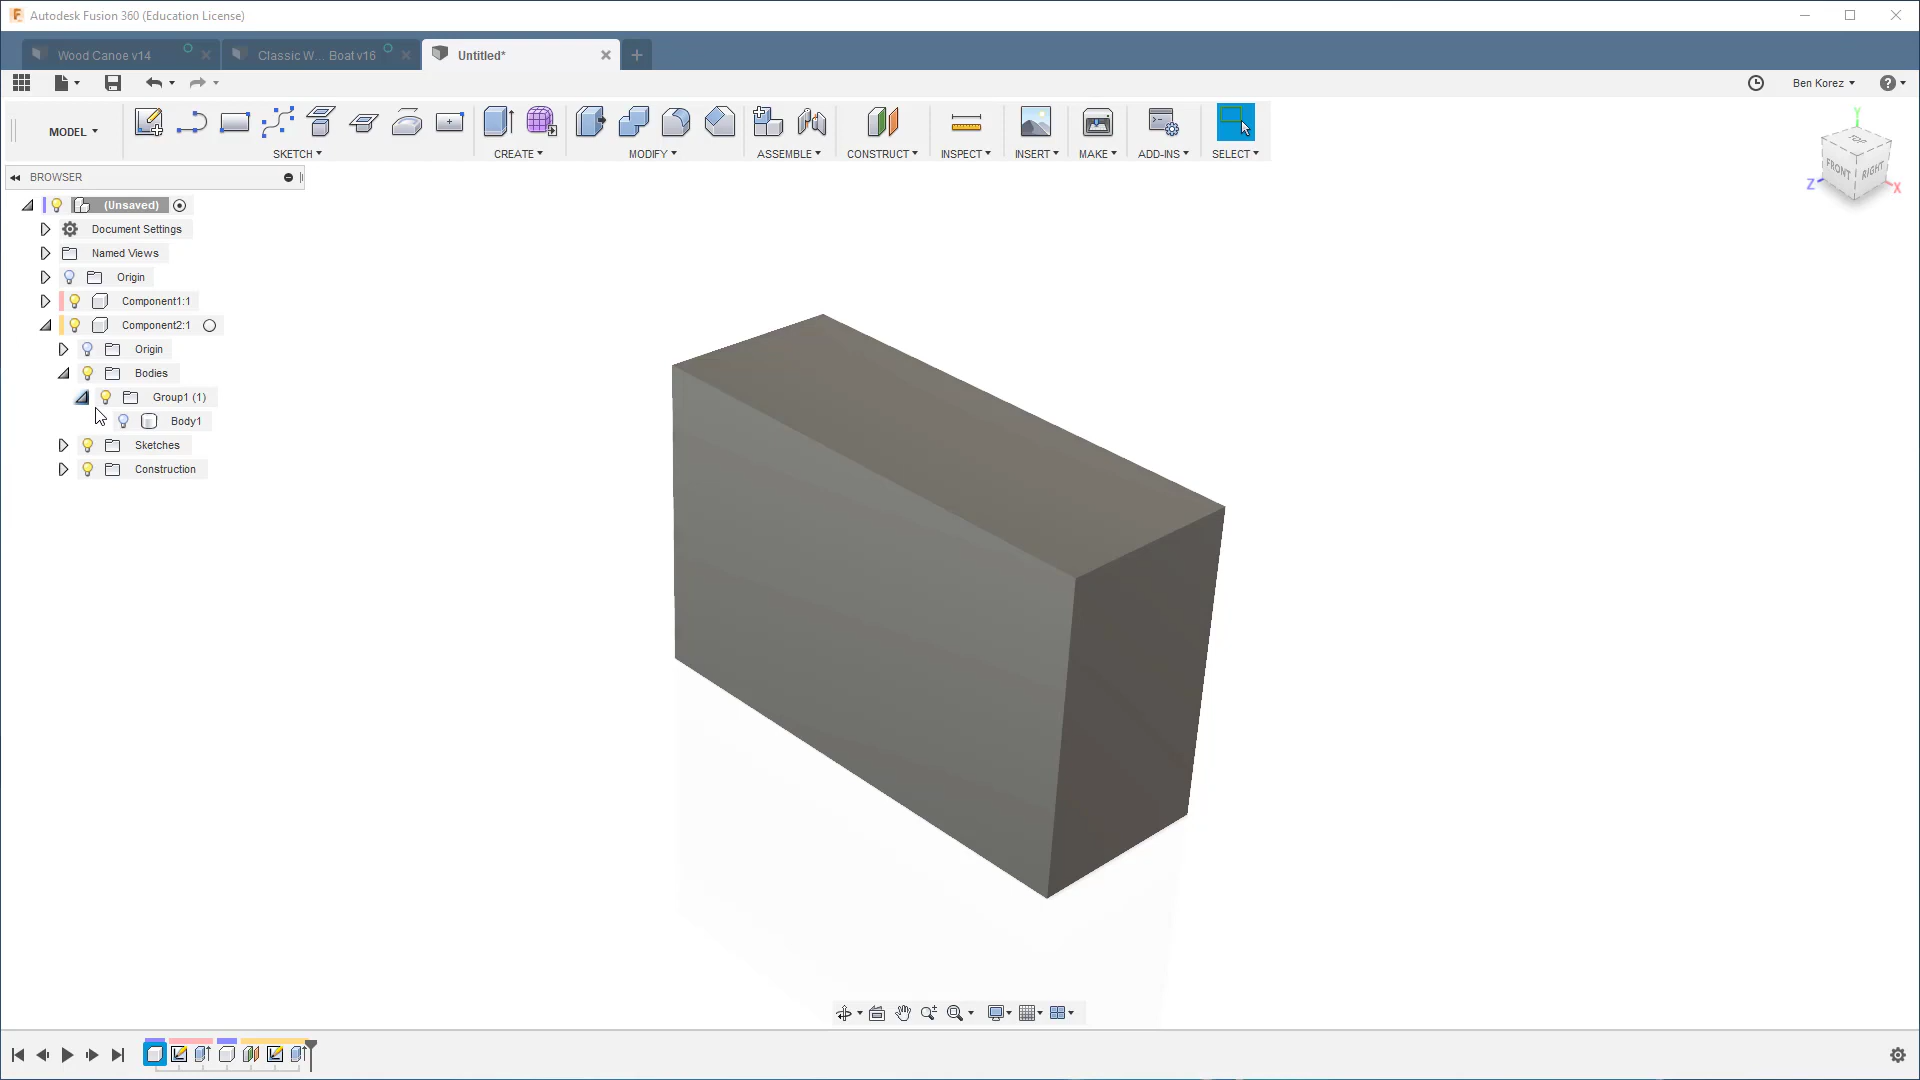 Autodesk Fusion 360 (Education License)
Wood Canoe v14
Classic W... Boat v16
Untitled*
Ben Korez
MODEL
SKETCH
CREATE
MODIFY
ASSEMBLE
CONSTRUCT
INSPECT
INSERT
MAKE
ADD-INS
SELECT
Y
TOP
FRONT
RIGHT
Z
X
BROWSER
(Unsaved)
Document Settings
Named Views
Origin
Component1:1
Component2:1
Origin
Bodies
Group1 (1)
Body1
Sketches
Construction